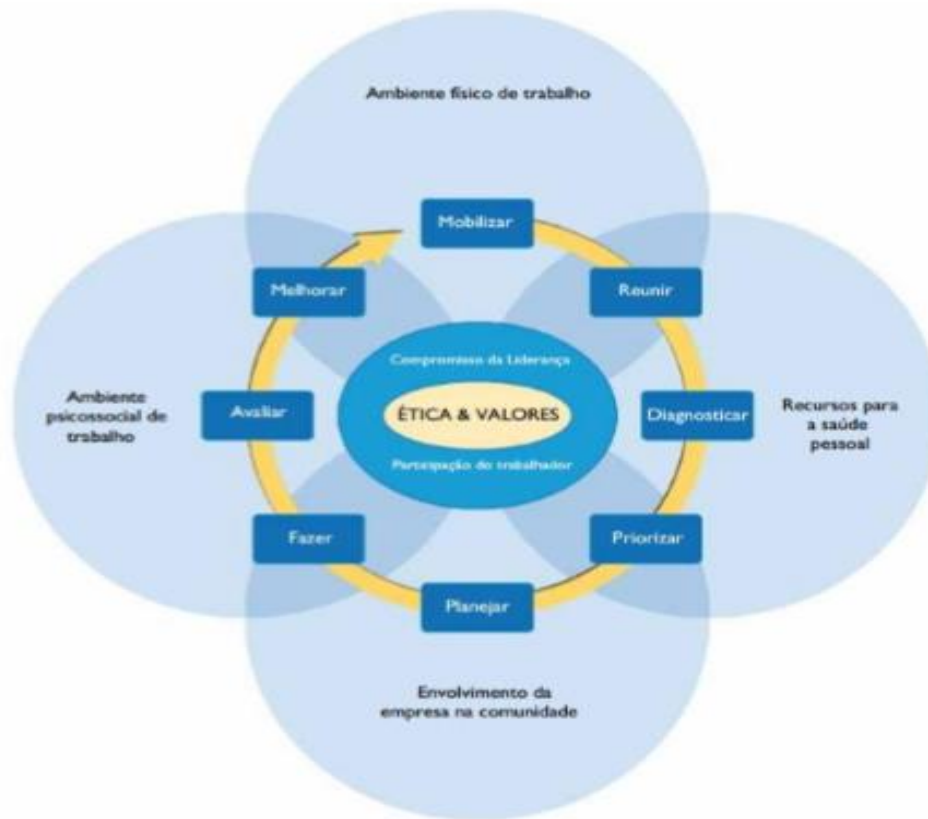 Ambiente físico de trabalho
Mobilizar
Melhorar
Reunir
Compromisso da Liderança
Ambiente
psicossocial de
trabalho
Avaliar
ÉTICA & VALORES
Diagnosticar
Recursos para
a saúde
pessoal
Participação do trabalhador
Fazer
Priorizar
Planejar
Envolvimento da
empresa na comunidade